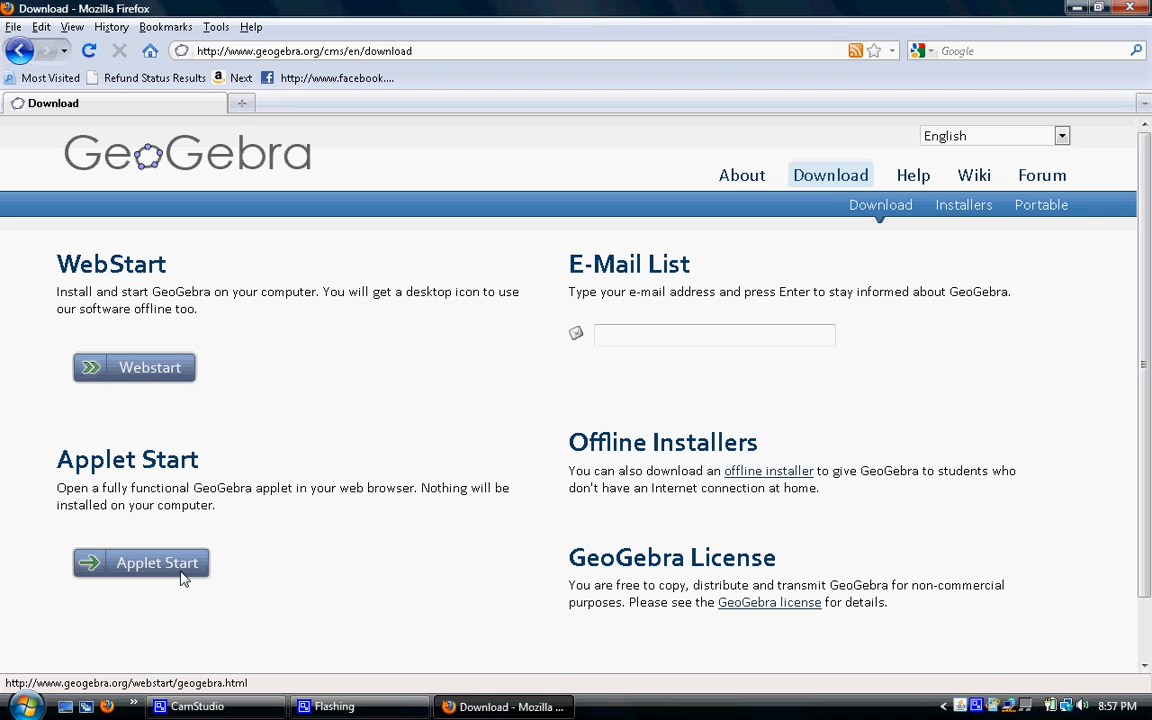 Download - Mozilla Firefox
File Edit View History Bookmarks Tools Help
http://www.geogebra.org/cms/en/download
Google
Most Visited Refund Status Results Next http://www.facebook....
Download
GeoGebra
English
About Download Help Wiki Forum
Download Installers Portable
WebStart
Install and start GeoGebra on your computer. You will get a desktop icon to use
our software offline too.
Webstart
Applet Start
Open a fully functional GeoGebra applet in your web browser. Nothing will be
installed on your computer.
Applet Start
E-Mail List
Type your e-mail address and press Enter to stay informed about GeoGebra.
Offline Installers
You can also download an offline installer to give GeoGebra to students who
don't have an Internet connection at home.
GeoGebra License
You are free to copy, distribute and transmit GeoGebra for non-commercial
purposes. Please see the GeoGebra license for details.
http://www.geogebra.org/webstart/geogebra.html
CamStudio Flashing Download - Mozilla ... 8:57 PM